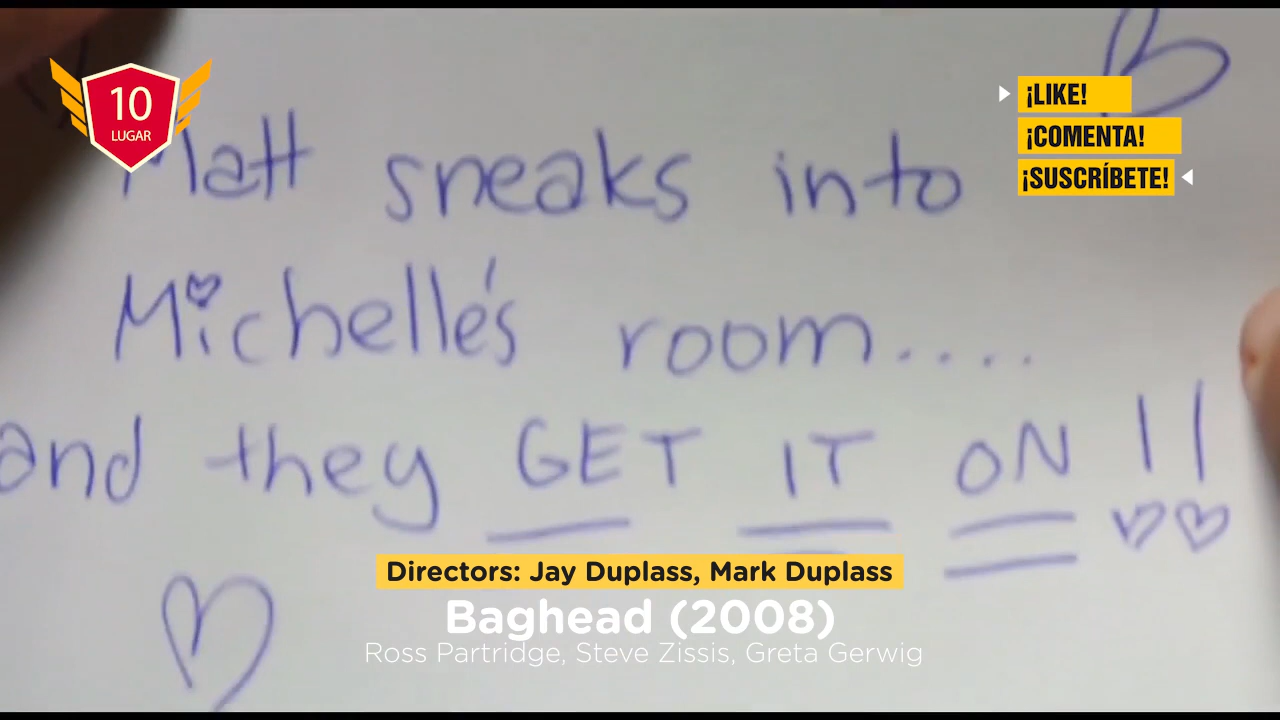 10
LUGAR
¡LIKE!
¡COMENTA!
¡SUSCRÍBETE!
Matt sneaks into
Michelle's room....
and they GET IT ON !!
Directors: Jay Duplass, Mark Duplass
Baghead (2008)
Ross Partridge, Steve Zissis, Greta Gerwig